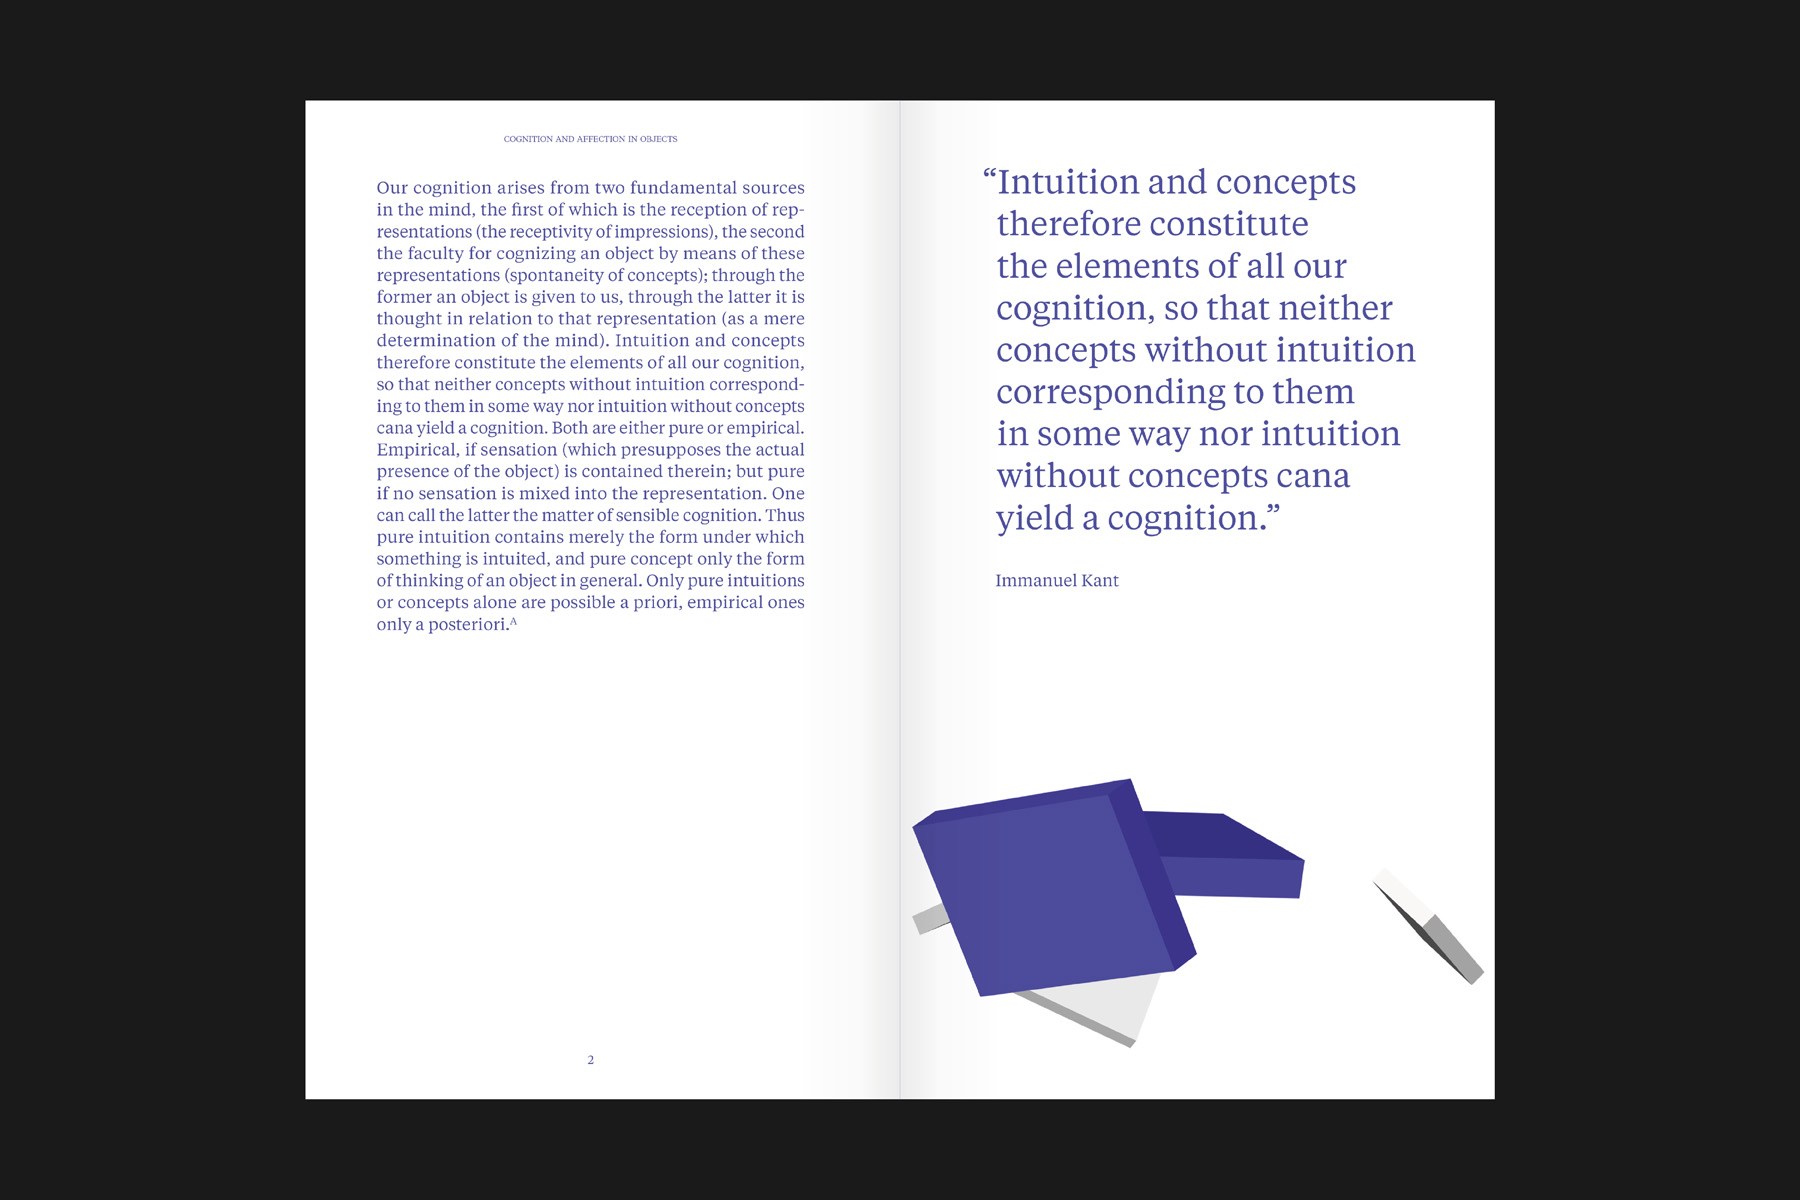 COGNITION AND AFFECTION IN OBJECTS
Our cognition arises from two fundamental sources
in the mind, the first of which is the reception of rep-
resentations (the receptivity of impressions), the second
the faculty for cognizing an object by means of these
representations (spontaneity of concepts); through the
former an object is given to us, through the latter it is
thought in relation to that representation (as a mere
determination of the mind). Intuition and concepts
therefore constitute the elements of all our cognition,
so that neither concepts without intuition correspond-
ing to them in some way nor intuition without concepts
cana yield a cognition. Both are either pure or empirical.
Empirical, if sensation (which presupposes the actual
presence of the object) is contained therein; but pure
if no sensation is mixed into the representation. One
can call the latter the matter of sensible cognition. Thus
pure intuition contains merely the form under which
something is intuited, and pure concept only the form
of thinking of an object in general. Only pure intuitions
or concepts alone are possible a priori, empirical ones
only a posteriori.ᴬ
2
“Intuition and concepts
therefore constitute
the elements of all our
cognition, so that neither
concepts without intuition
corresponding to them
in some way nor intuition
without concepts cana
yield a cognition.”
Immanuel Kant